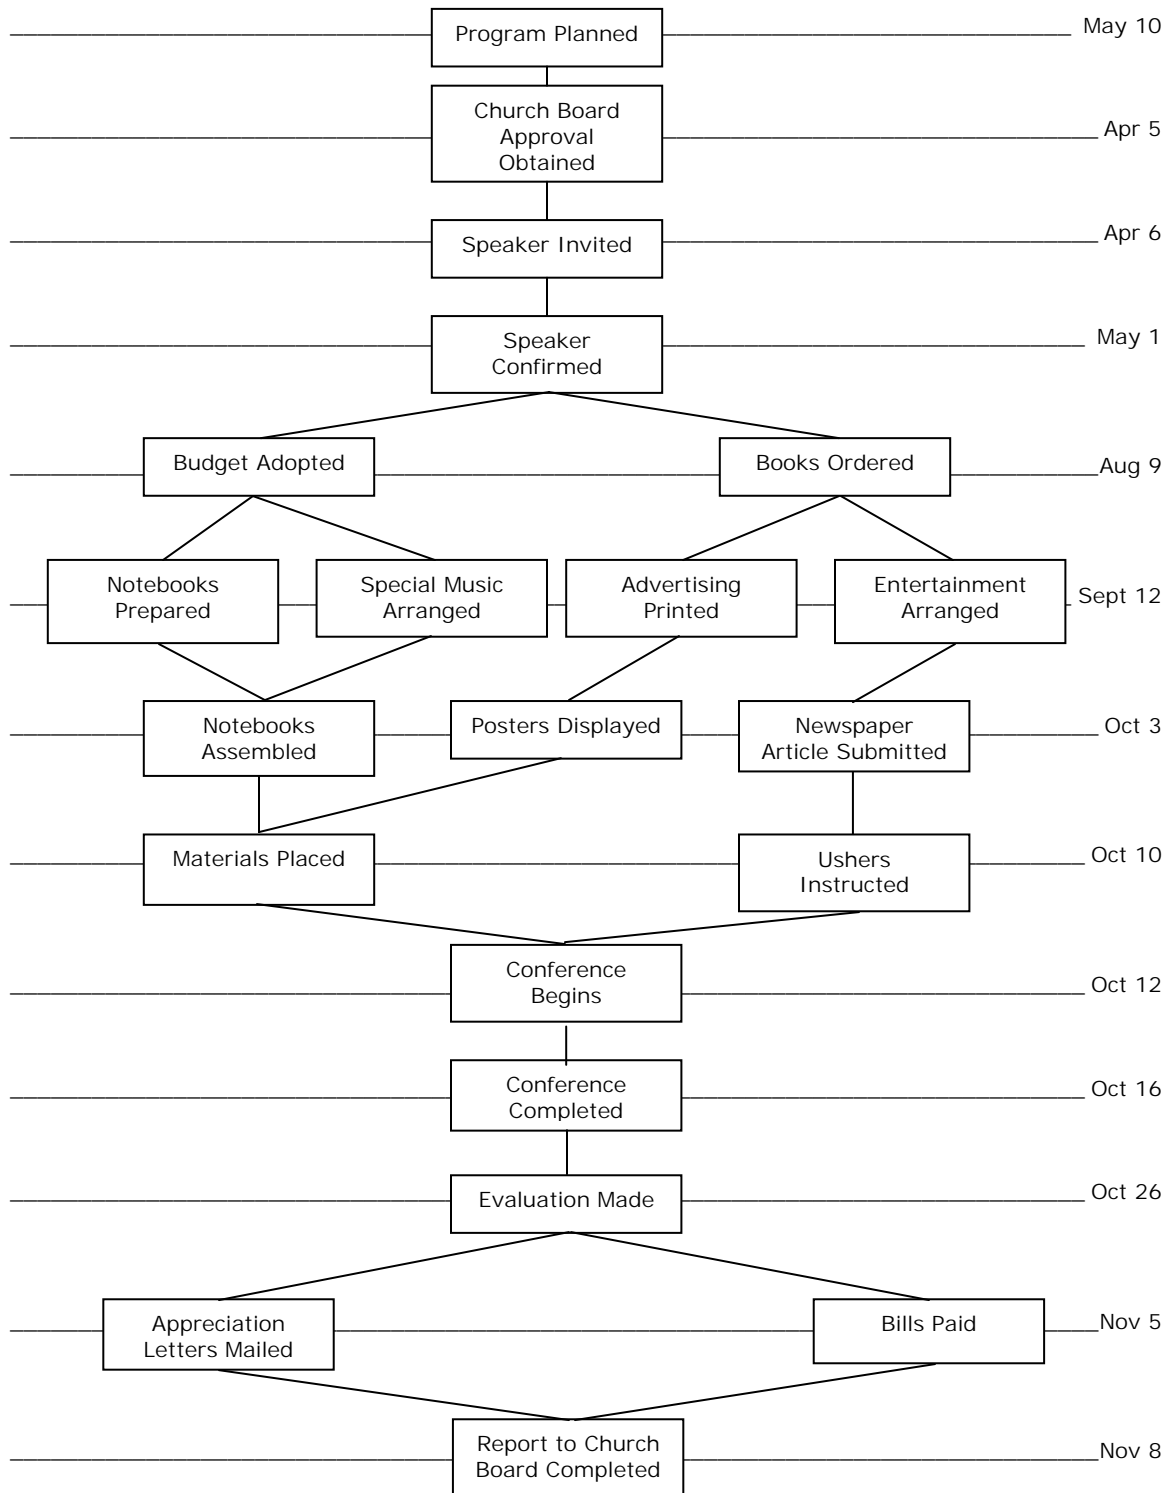 Program Planned
May 10
Church Board
Approval
Obtained
Apr 5
Speaker Invited
Apr 6
Speaker
Confirmed
May 1
Budget Adopted
Books Ordered
Aug 9
Notebooks
Prepared
Special Music
Arranged
Advertising
Printed
Entertainment
Arranged
Sept 12
Notebooks
Assembled
Posters Displayed
Newspaper
Article Submitted
Oct 3
Materials Placed
Ushers
Instructed
Oct 10
Conference
Begins
Oct 12
Conference
Completed
Oct 16
Evaluation Made
Oct 26
Appreciation
Letters Mailed
Bills Paid
Nov 5
Report to Church
Board Completed
Nov 8